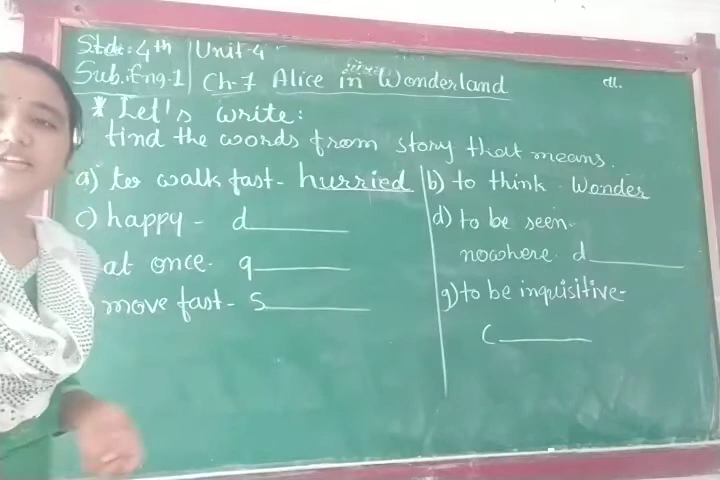 Std: 4th | Unit-4
Sub: Eng-1 | Ch-7 Alice in Wonderland
* Let's write:
find the words from story that means.
a) to walk fast- hurried
b) to think - Wonder
c) happy - d______
d) to be seen.
nowhere. d______
at once- q______
move fast- S______
g) to be inquisitive-
C______